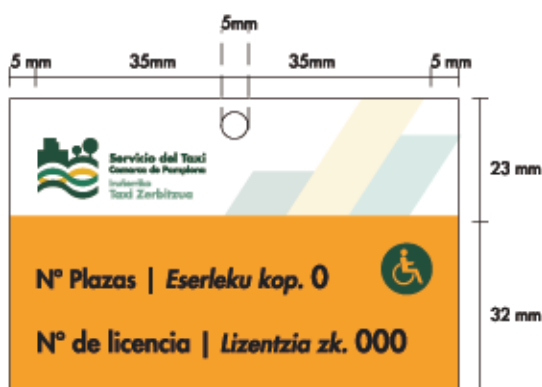 5mm
5 mm 35mm 35mm 5 mm
Servicio del Taxi
Comarca de Pamplona
Iruñerriko
Taxi Zerbitzua
23 mm
Nº Plazas | Eserleku kop. 0
32 mm
Nº de licencia | Lizentzia zk. 000